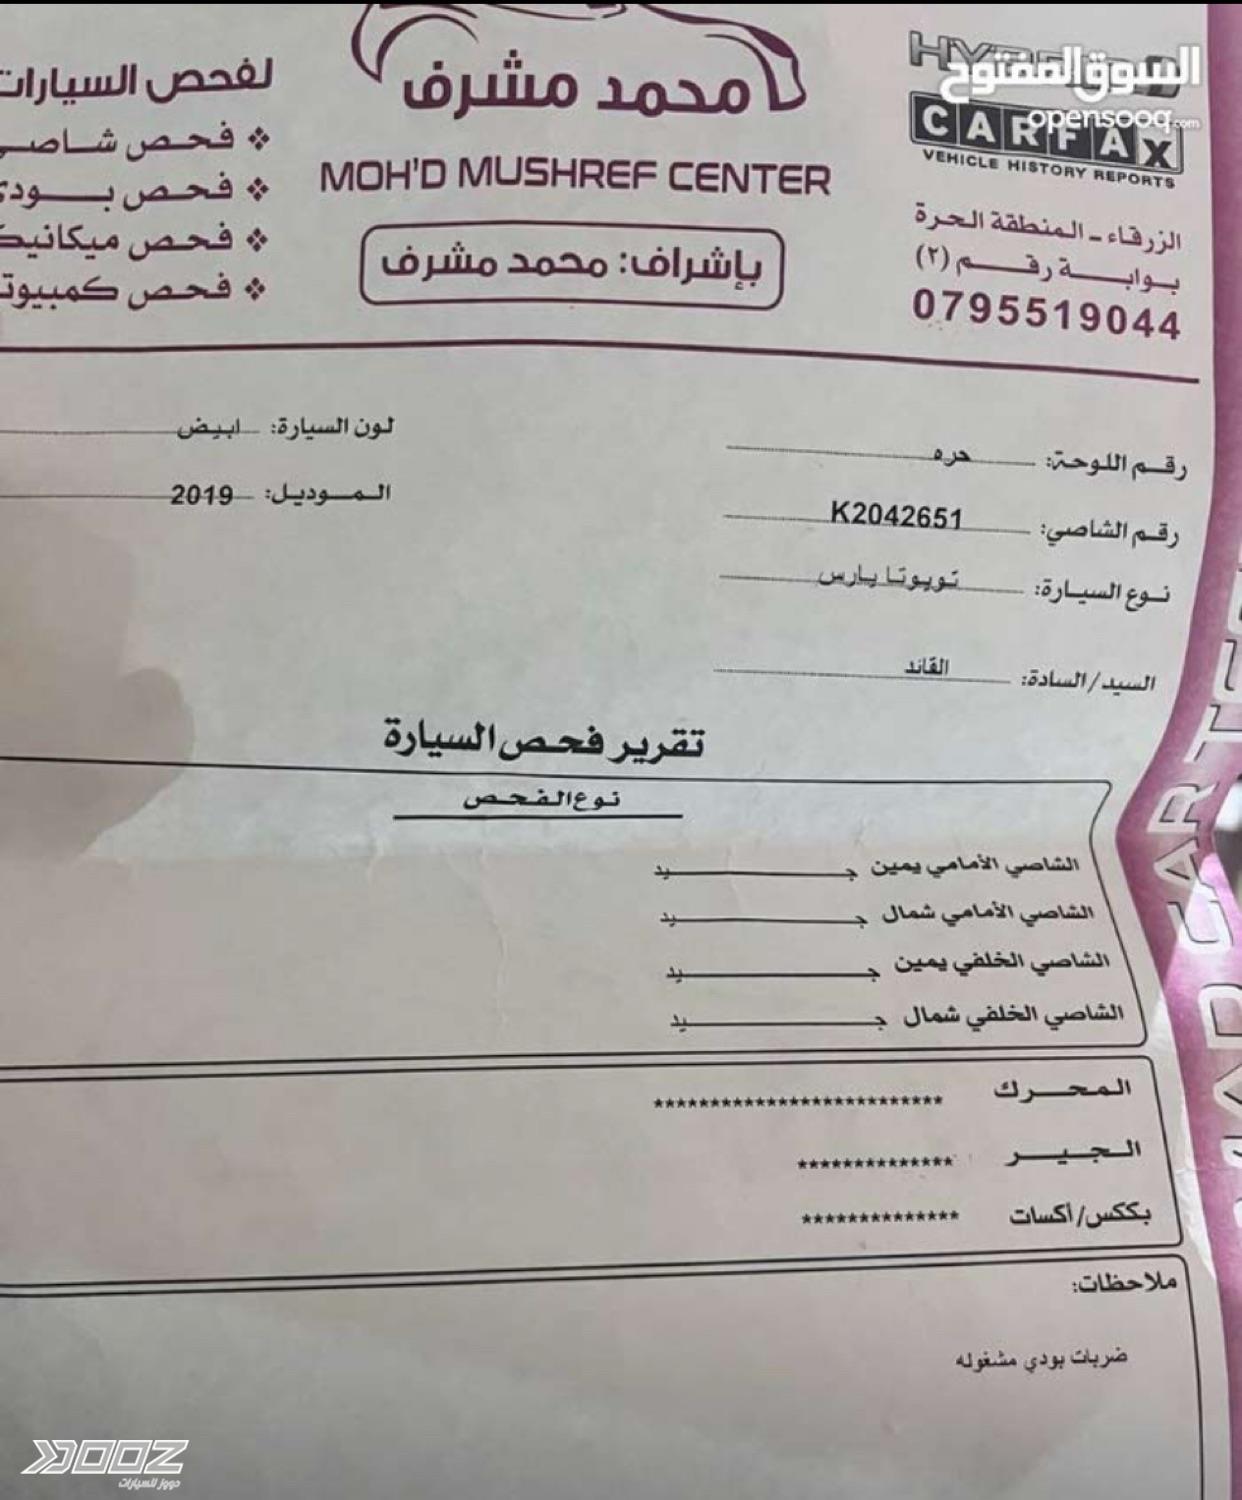 محمد مشرف
MOH'D MUSHREF CENTER
بإشراف: محمد مشرف
السوق المفتوح
opensooq.com
CARFAX
VEHICLE HISTORY REPORTS
الزرقاء - المنطقة الحرة
بوابة رقم (٢)
0795519044
لفحص السيارات
❖ فحص شاصي
❖ فحص بودي
❖ فحص ميكانيك
❖ فحص كمبيوتر
رقم اللوحة: حره
لون السيارة: ابيض
رقم الشاصي: K2042651
الموديل: 2019
نوع السيارة: تويوتا يارس
السيد/السادة: القائد
تقرير فحص السيارة
نوع الفحص
الشاصي الأمامي يمين جيد
الشاصي الأمامي شمال جيد
الشاصي الخلفي يمين جيد
الشاصي الخلفي شمال جيد
المحرك **************************
الجير **************
بككس/أكسات **************
ملاحظات:
ضربات بودي مشغوله
DOOZ
دووز للسيارات